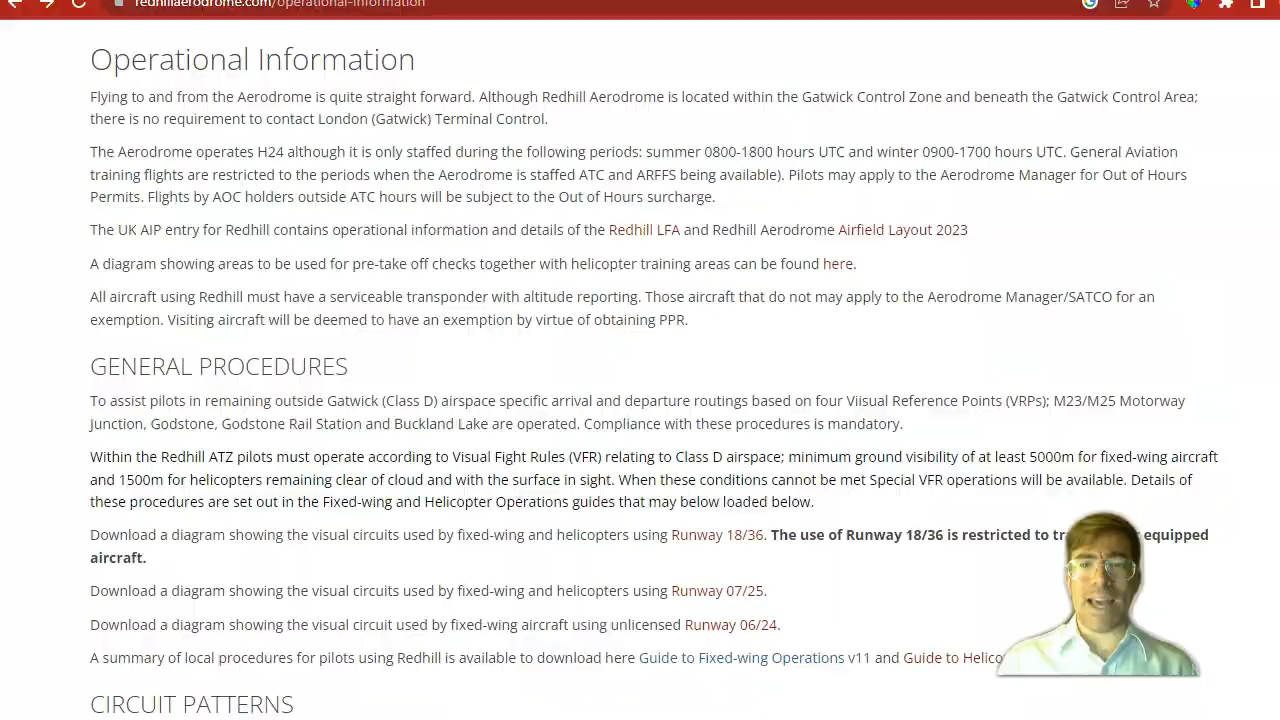 redhillaerodrome.com/operational-information
Operational Information
Flying to and from the Aerodrome is quite straight forward. Although Redhill Aerodrome is located within the Gatwick Control Zone and beneath the Gatwick Control Area;
there is no requirement to contact London (Gatwick) Terminal Control.
The Aerodrome operates H24 although it is only staffed during the following periods: summer 0800-1800 hours UTC and winter 0900-1700 hours UTC. General Aviation
training flights are restricted to the periods when the Aerodrome is staffed ATC and ARFFS being available). Pilots may apply to the Aerodrome Manager for Out of Hours
Permits. Flights by AOC holders outside ATC hours will be subject to the Out of Hours surcharge.
The UK AIP entry for Redhill contains operational information and details of the Redhill LFA and Redhill Aerodrome Airfield Layout 2023
A diagram showing areas to be used for pre-take off checks together with helicopter training areas can be found here.
All aircraft using Redhill must have a serviceable transponder with altitude reporting. Those aircraft that do not may apply to the Aerodrome Manager/SATCO for an
exemption. Visiting aircraft will be deemed to have an exemption by virtue of obtaining PPR.
GENERAL PROCEDURES
To assist pilots in remaining outside Gatwick (Class D) airspace specific arrival and departure routings based on four Viisual Reference Points (VRPs); M23/M25 Motorway
Junction, Godstone, Godstone Rail Station and Buckland Lake are operated. Compliance with these procedures is mandatory.
Within the Redhill ATZ pilots must operate according to Visual Fight Rules (VFR) relating to Class D airspace; minimum ground visibility of at least 5000m for fixed-wing aircraft
and 1500m for helicopters remaining clear of cloud and with the surface in sight. When these conditions cannot be met Special VFR operations will be available. Details of
these procedures are set out in the Fixed-wing and Helicopter Operations guides that may below loaded below.
Download a diagram showing the visual circuits used by fixed-wing and helicopters using Runway 18/36. The use of Runway 18/36 is restricted to equipped
aircraft.
Download a diagram showing the visual circuits used by fixed-wing and helicopters using Runway 07/25.
Download a diagram showing the visual circuit used by fixed-wing aircraft using unlicensed Runway 06/24.
A summary of local procedures for pilots using Redhill is available to download here Guide to Fixed-wing Operations v11 and Guide to
CIRCUIT PATTERNS